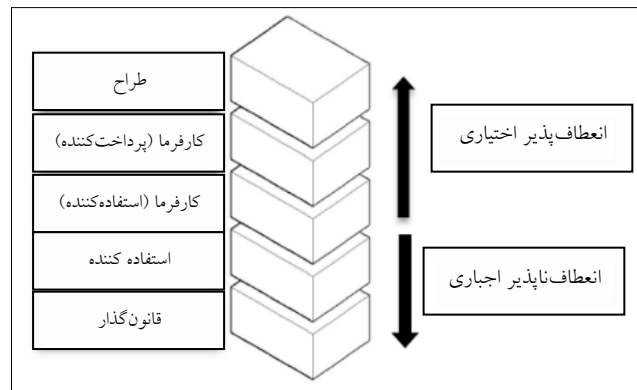 طراح
کارفرما (پرداخت‌کننده)
کارفرما (استفاده‌کننده)
استفاده کننده
قانون‌گذار
انعطاف‌پذیر اختیاری
انعطاف‌ناپذیر اجباری